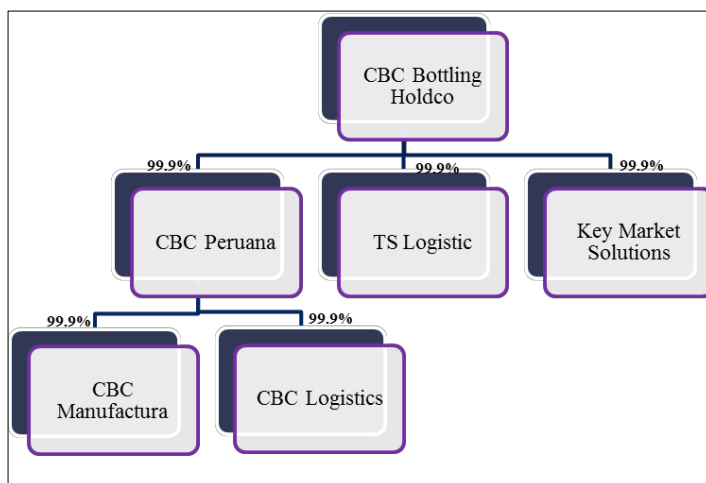 CBC Bottling
Holdco
99.9%
99.9%
99.9%
CBC Peruana
TS Logistic
Key Market
Solutions
99.9%
99.9%
CBC
Manufactura
CBC Logistics